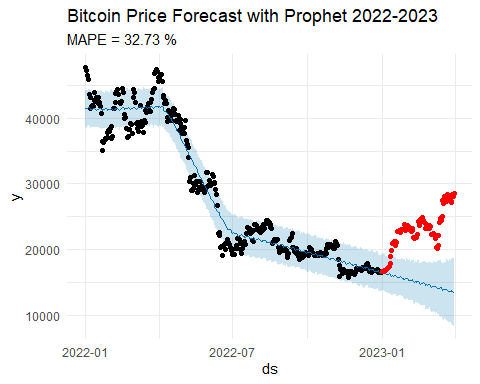 Bitcoin Price Forecast with Prophet 2022-2023
MAPE = 32.73 %
y
40000
30000
20000
10000
2022-01
2022-07
2023-01
ds